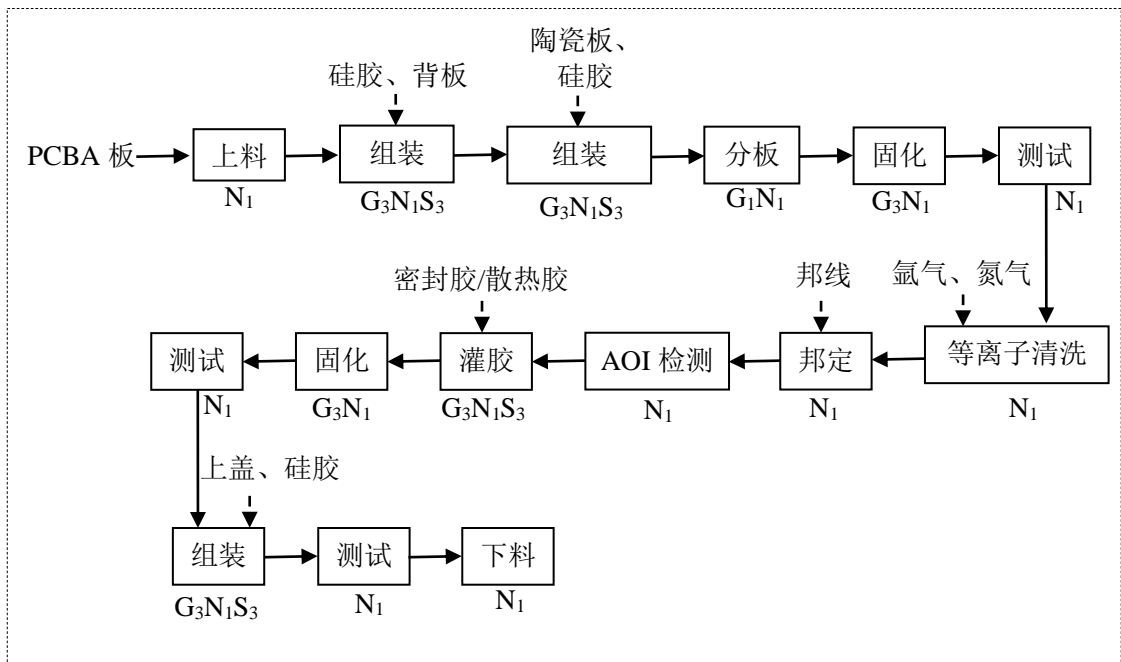 陶瓷板、
硅胶、背板
硅胶
PCBA 板
上料
组装
组装
分板
固化
测试
N₁
G₃N₁S₃
G₃N₁S₃
G₁N₁
G₃N₁
N₁
密封胶/散热胶
邦线
氩气、氮气
测试
固化
灌胶
AOI 检测
邦定
等离子清洗
N₁
G₃N₁
G₃N₁S₃
N₁
N₁
N₁
上盖、硅胶
组装
测试
下料
G₃N₁S₃
N₁
N₁